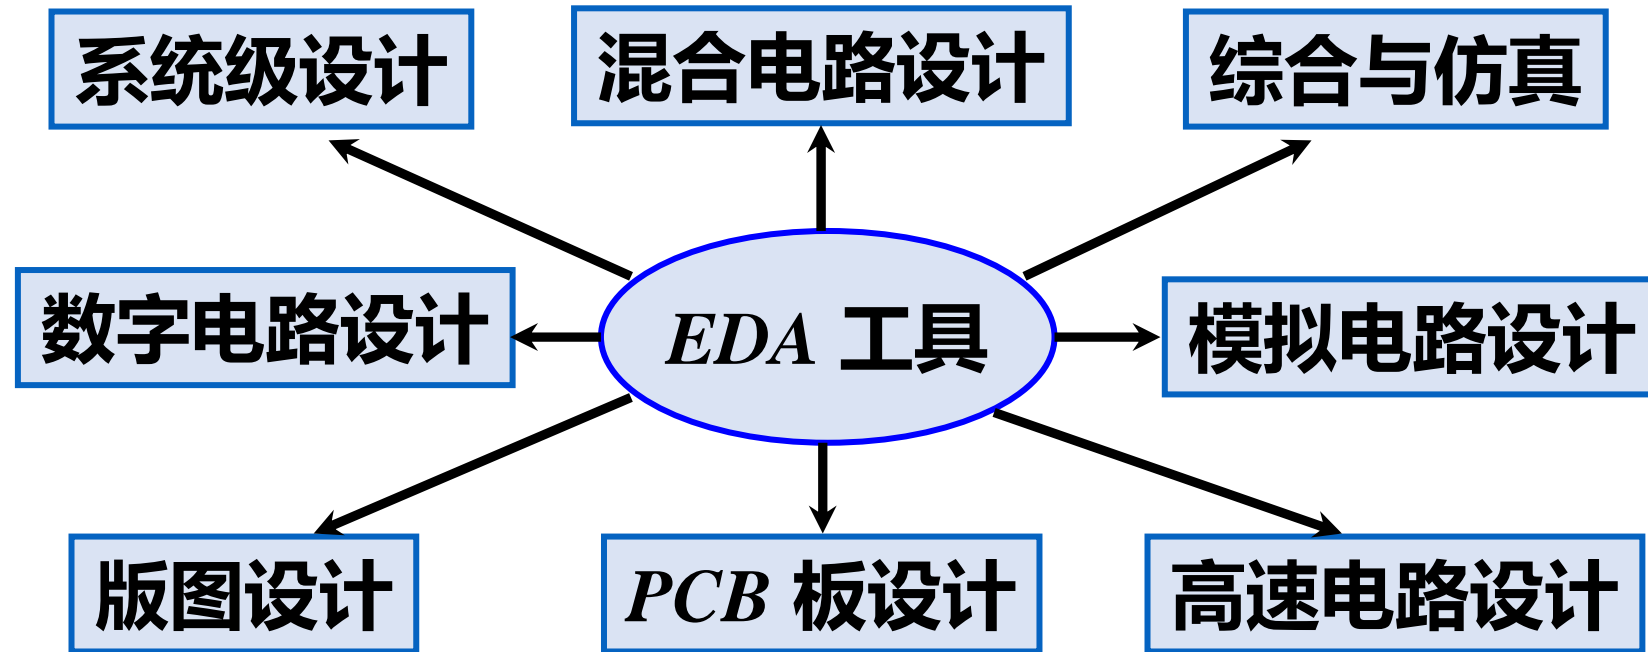 系统级设计
混合电路设计
综合与仿真
数字电路设计
EDA 工具
模拟电路设计
版图设计
PCB 板设计
高速电路设计